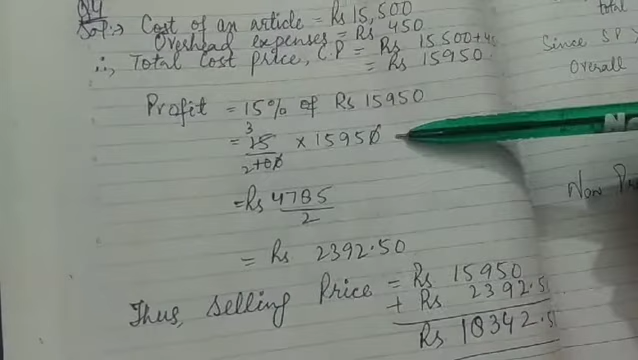 Q4
Sol:⇒ Cost of an article = Rs 15,500
Overhead expenses = Rs 450
∴, Total Cost price, C.P = Rs 15500+45
= Rs 15950
Profit = 15% of Rs 15950
= 15/100 × 15950
3
2
= Rs 4785/2
= Rs 2392.50
Thus, Selling Price = Rs 15950
+ Rs 2392.5
Rs 18342.5
total
Since S.P
Overall
Now